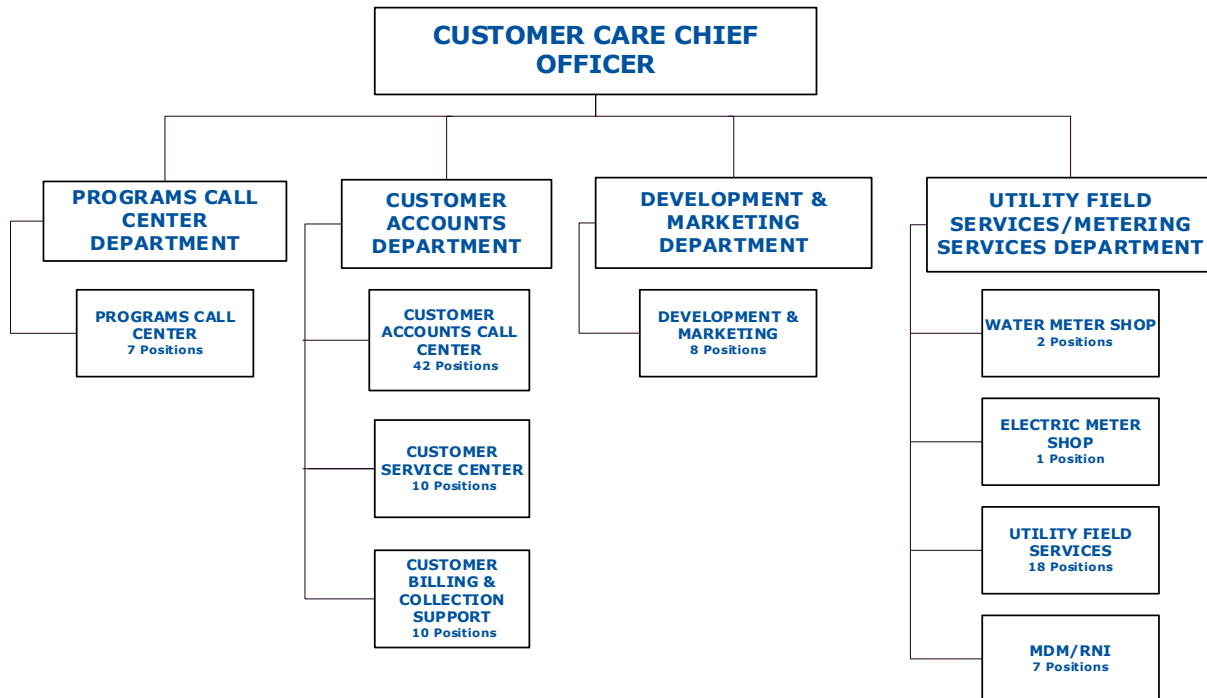 CUSTOMER CARE CHIEF
OFFICER
PROGRAMS CALL
CENTER
DEPARTMENT
CUSTOMER
ACCOUNTS
DEPARTMENT
DEVELOPMENT &
MARKETING
DEPARTMENT
UTILITY FIELD
SERVICES/METERING
SERVICES DEPARTMENT
PROGRAMS CALL
CENTER
7 Positions
CUSTOMER
ACCOUNTS CALL
CENTER
42 Positions
DEVELOPMENT &
MARKETING
8 Positions
WATER METER SHOP
2 Positions
CUSTOMER
SERVICE CENTER
10 Positions
ELECTRIC METER
SHOP
1 Position
CUSTOMER
BILLING &
COLLECTION
SUPPORT
10 Positions
UTILITY FIELD
SERVICES
18 Positions
MDM/RNI
7 Positions